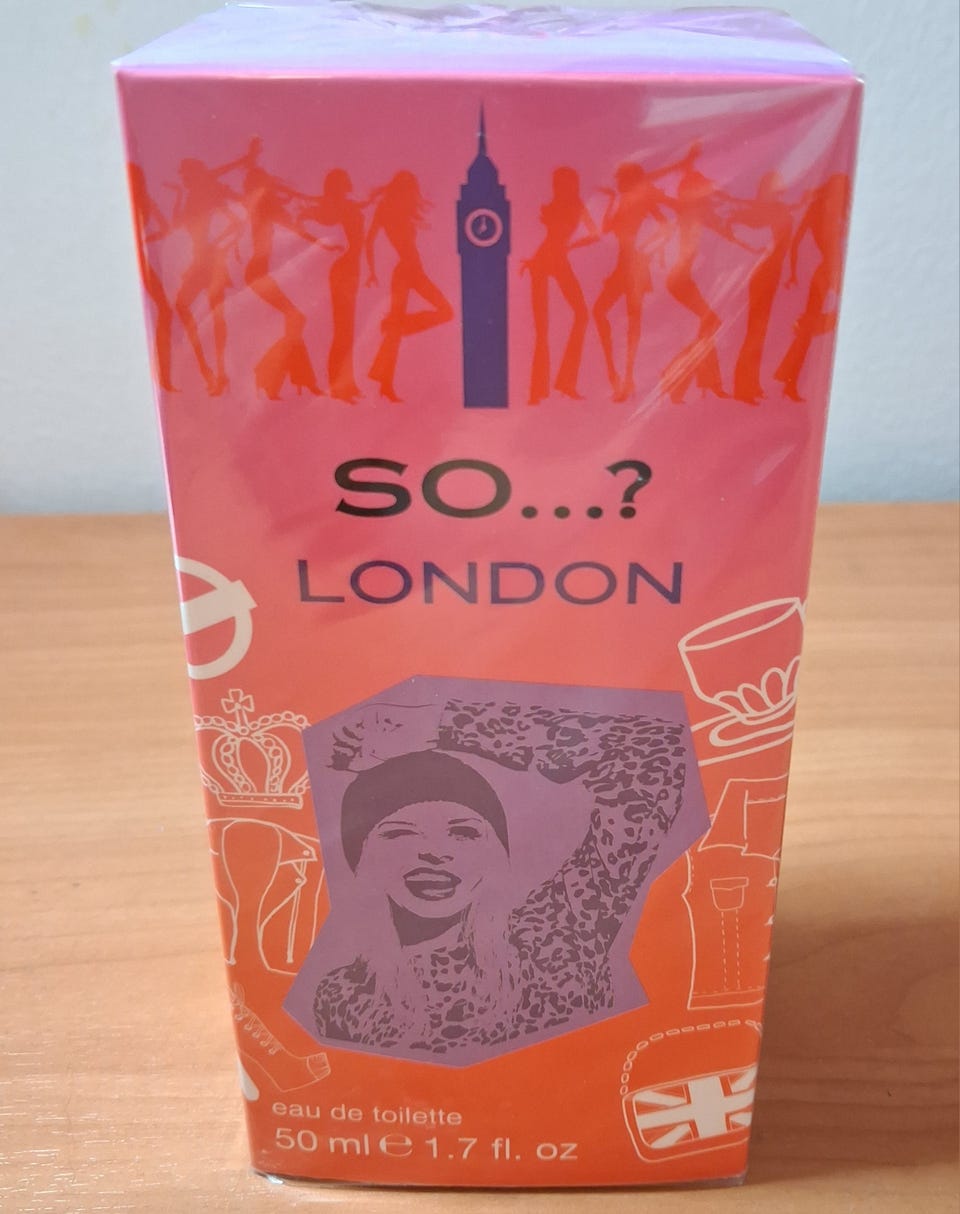 SO...?
LONDON
eau de toilette
50 ml ℮ 1.7 fl. oz